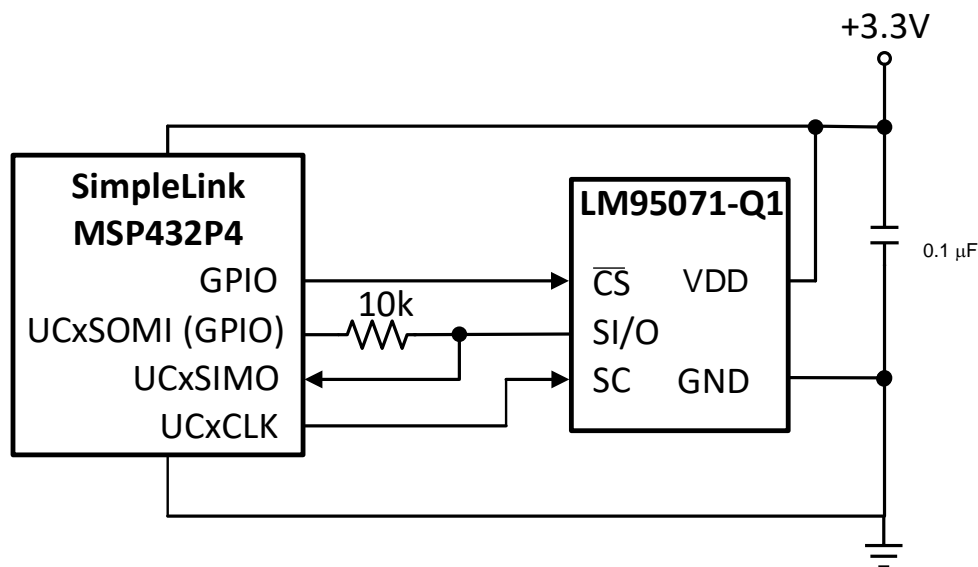 +3.3V
SimpleLink
MSP432P4
GPIO
UCxSOMI (GPIO)
UCxSIMO
UCxCLK
10k
LM95071-Q1
C̅S̅ VDD
SI/O
SC GND
0.1 μF